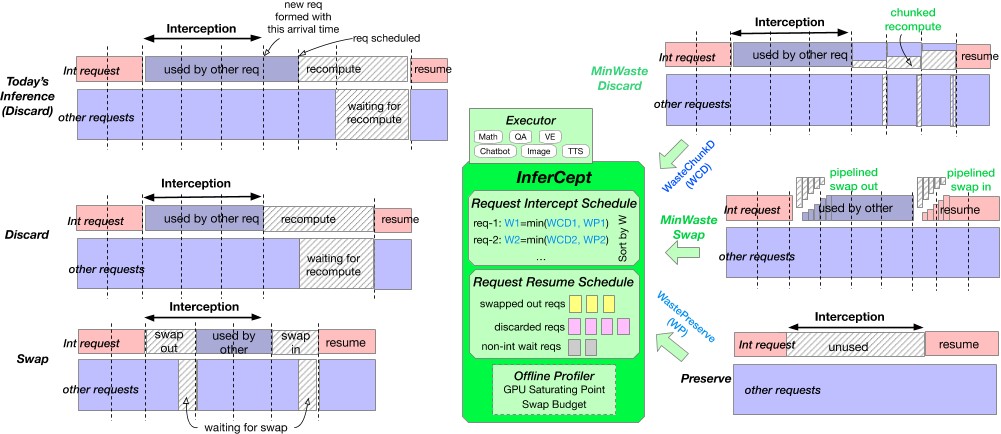 new req
formed with
this arrival time
Interception
req scheduled
Int request
used by other req
recompute
resume
Today's
Inference
(Discard)
other requests
waiting for
recompute
Interception
Int request
used by other req
recompute
resume
Discard
other requests
waiting for
recompute
Interception
Int request
swap
out
used by
other
swap
in
resume
Swap
other requests
waiting for swap
Executor
Math
QA
VE
Chatbot
Image
TTS
InferCept
Request Intercept Schedule
req-1: W1=min(WCD1, WP1)
req-2: W2=min(WCD2, WP2)
...
Sort by W
Request Resume Schedule
swapped out reqs
discarded reqs
non-int wait reqs
Offline Profiler
GPU Saturating Point
Swap Budget
WasteChunkD
(WCD)
WastePreserve
(WP)
Interception
chunked
recompute
Int request
used by other req
resume
MinWaste
Discard
other requests
pipelined
swap out
pipelined
swap in
Int request
used by other
resume
MinWaste
Swap
other requests
Interception
Int request
unused
resume
Preserve
other requests